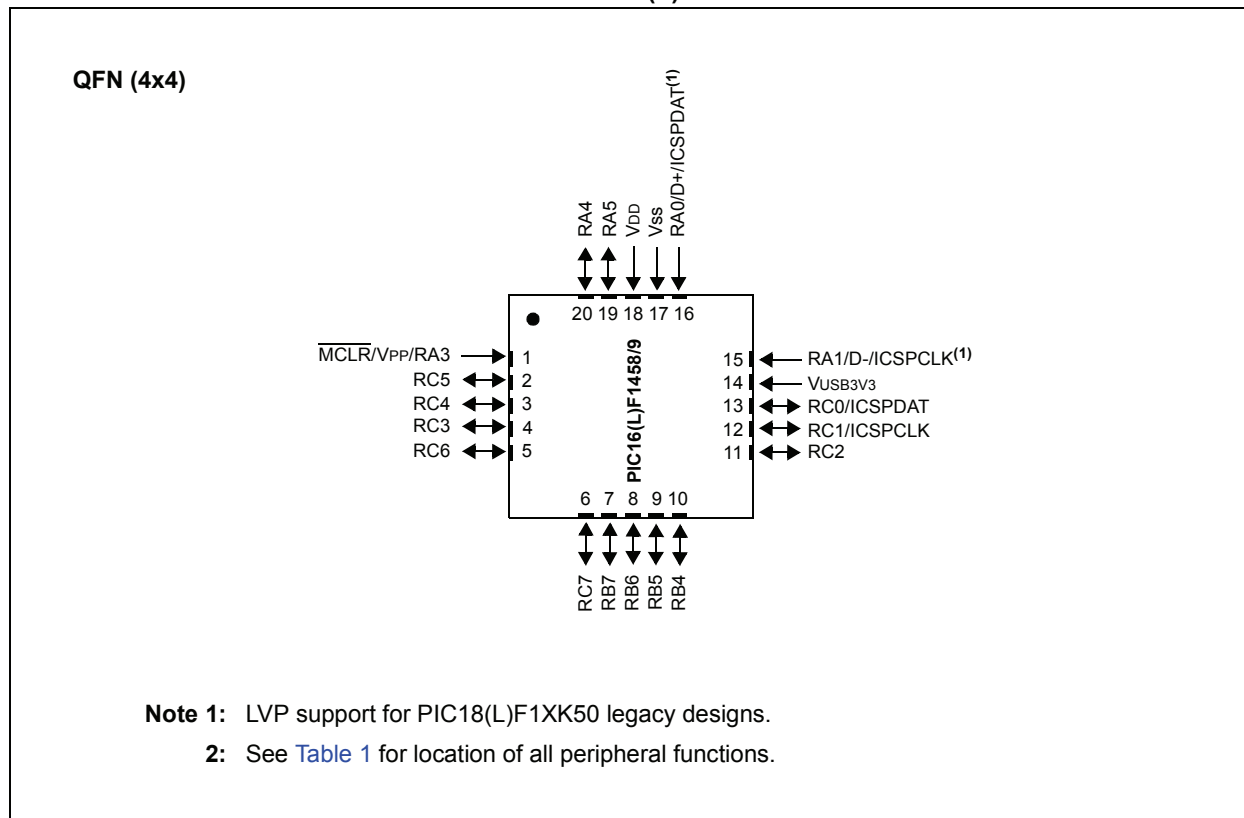 QFN (4x4)
RA4
RA5
VDD
Vss
RA0/D+/ICSPDAT(1)
20 19 18 17 16
MCLR/VPP/RA3
1
RC5
2
RC4
3
RC3
4
RC6
5
PIC16(L)F1458/9
15
RA1/D-/ICSPCLK(1)
14
VUSB3V3
13
RC0/ICSPDAT
12
RC1/ICSPCLK
11
RC2
6 7 8 9 10
RC7
RB7
RB6
RB5
RB4
Note 1: LVP support for PIC18(L)F1XK50 legacy designs.
2: See Table 1 for location of all peripheral functions.